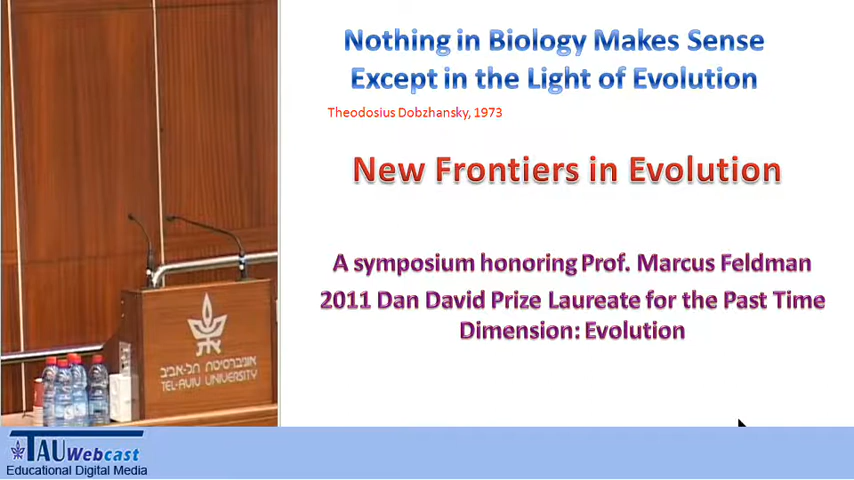 Nothing in Biology Makes Sense
Except in the Light of Evolution
Theodosius Dobzhansky, 1973
New Frontiers in Evolution
A symposium honoring Prof. Marcus Feldman
2011 Dan David Prize Laureate for the Past Time
Dimension: Evolution
אוניברסיטת תל-אביב
TEL-AVIV UNIVERSITY
TAU Webcast
Educational Digital Media